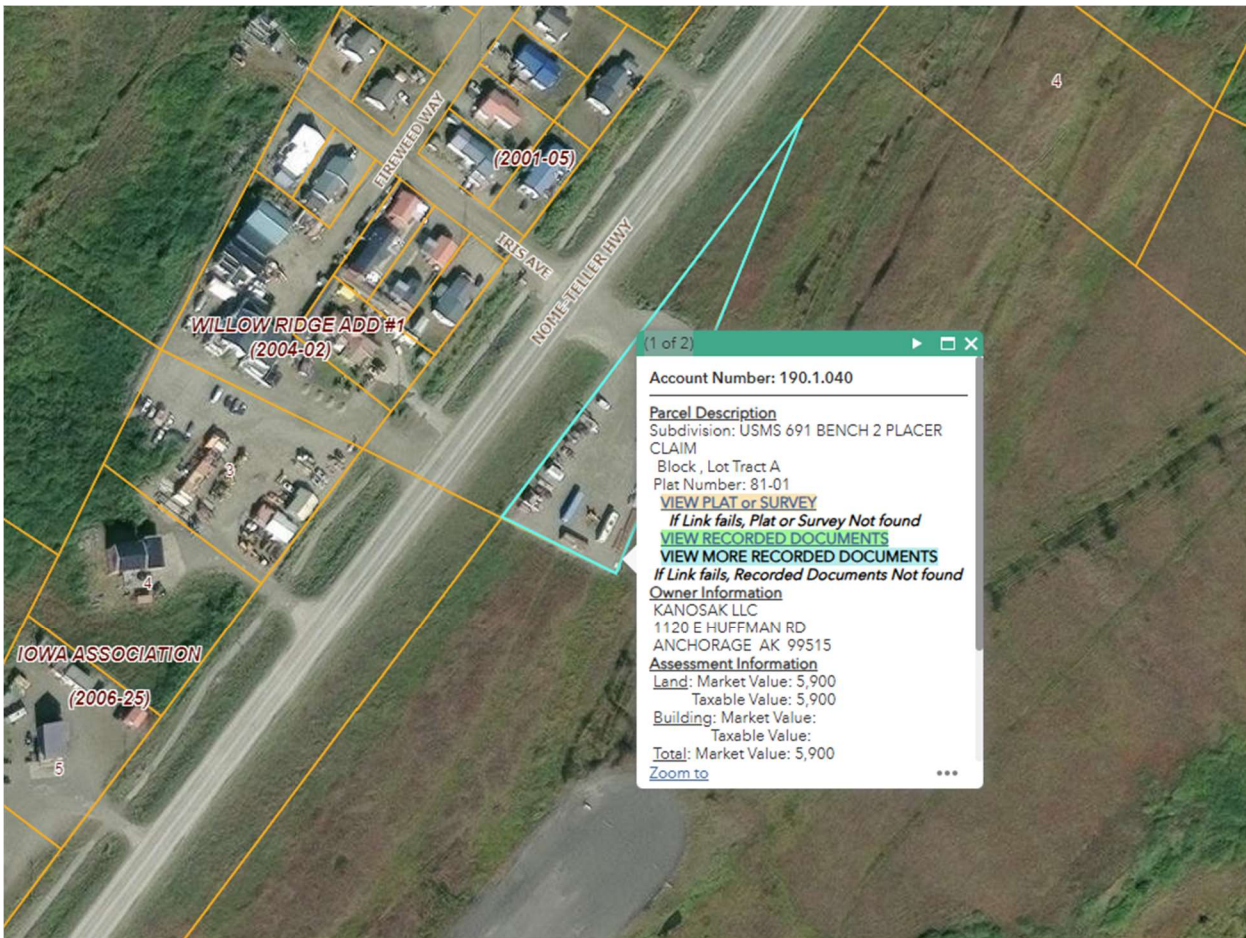 4
FIREWEED WAY
(2001-05)
IRIS AVE
NOME-TELLER HWY
WILLOW RIDGE ADD #1
(2004-02)
3
4
IOWA ASSOCIATION
(2006-25)
5
(1 of 2)
Account Number: 190.1.040
Parcel Description
Subdivision: USMS 691 BENCH 2 PLACER
CLAIM
Block , Lot Tract A
Plat Number: 81-01
VIEW PLAT or SURVEY
If Link fails, Plat or Survey Not found
VIEW RECORDED DOCUMENTS
VIEW MORE RECORDED DOCUMENTS
If Link fails, Recorded Documents Not found
Owner Information
KANOSAK LLC
1120 E HUFFMAN RD
ANCHORAGE AK 99515
Assessment Information
Land: Market Value: 5,900
Taxable Value: 5,900
Building: Market Value:
Taxable Value:
Total: Market Value: 5,900
Zoom to